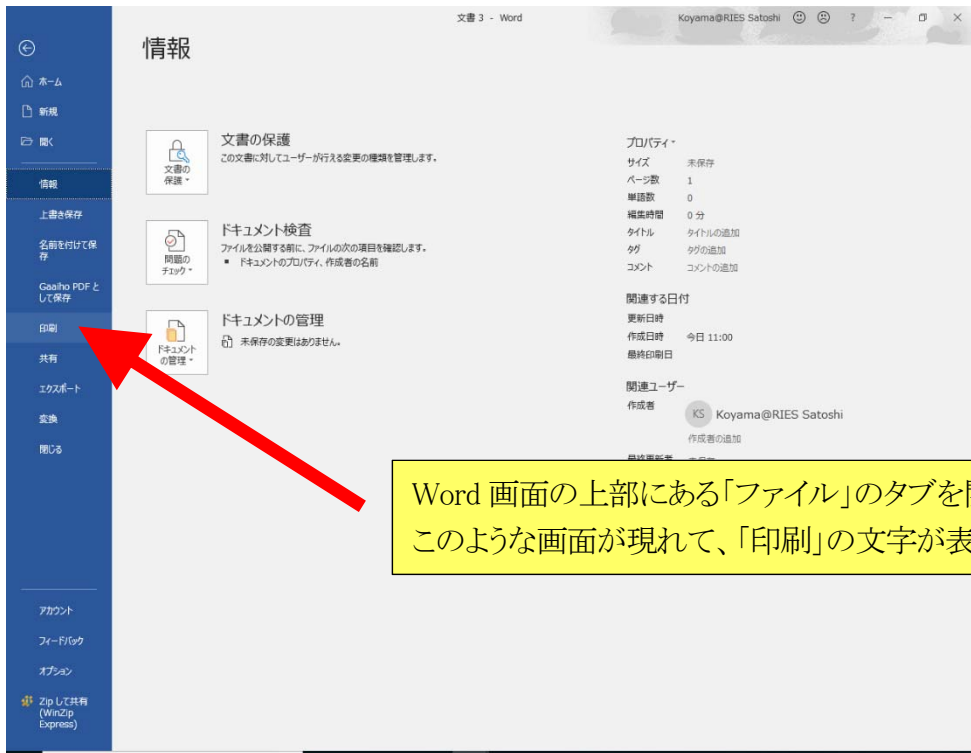 文書 3 - Word
Koyama@RIES Satoshi
?
情報
ホーム
新規
開く
情報
上書き保存
名前を付けて保
存
Gaaiho PDF と
して保存
印刷
共有
エクスポート
変換
閉じる
アカウント
フィードバック
オプション
Zip して共有
(WinZip
Express)
文書の
保護
文書の保護
この文書に対してユーザーが行える変更の種類を管理します。
問題の
チェック
ドキュメント検査
ファイルを公開する前に、ファイルの次の項目を確認します。
▪ ドキュメントのプロパティ、作成者の名前
ドキュメント
の管理
ドキュメントの管理
未保存の変更はありません。
プロパティ
サイズ 未保存
ページ数 1
単語数 0
編集時間 0 分
タイトル タイトルの追加
タグ タグの追加
コメント コメントの追加
関連する日付
更新日時
作成日時 今日 11:00
最終印刷日
関連ユーザー
作成者
KS Koyama@RIES Satoshi
作成者の追加
最終更新者
Word 画面の上部にある「ファイル」のタブを
このような画面が現れて、「印刷」の文字が表